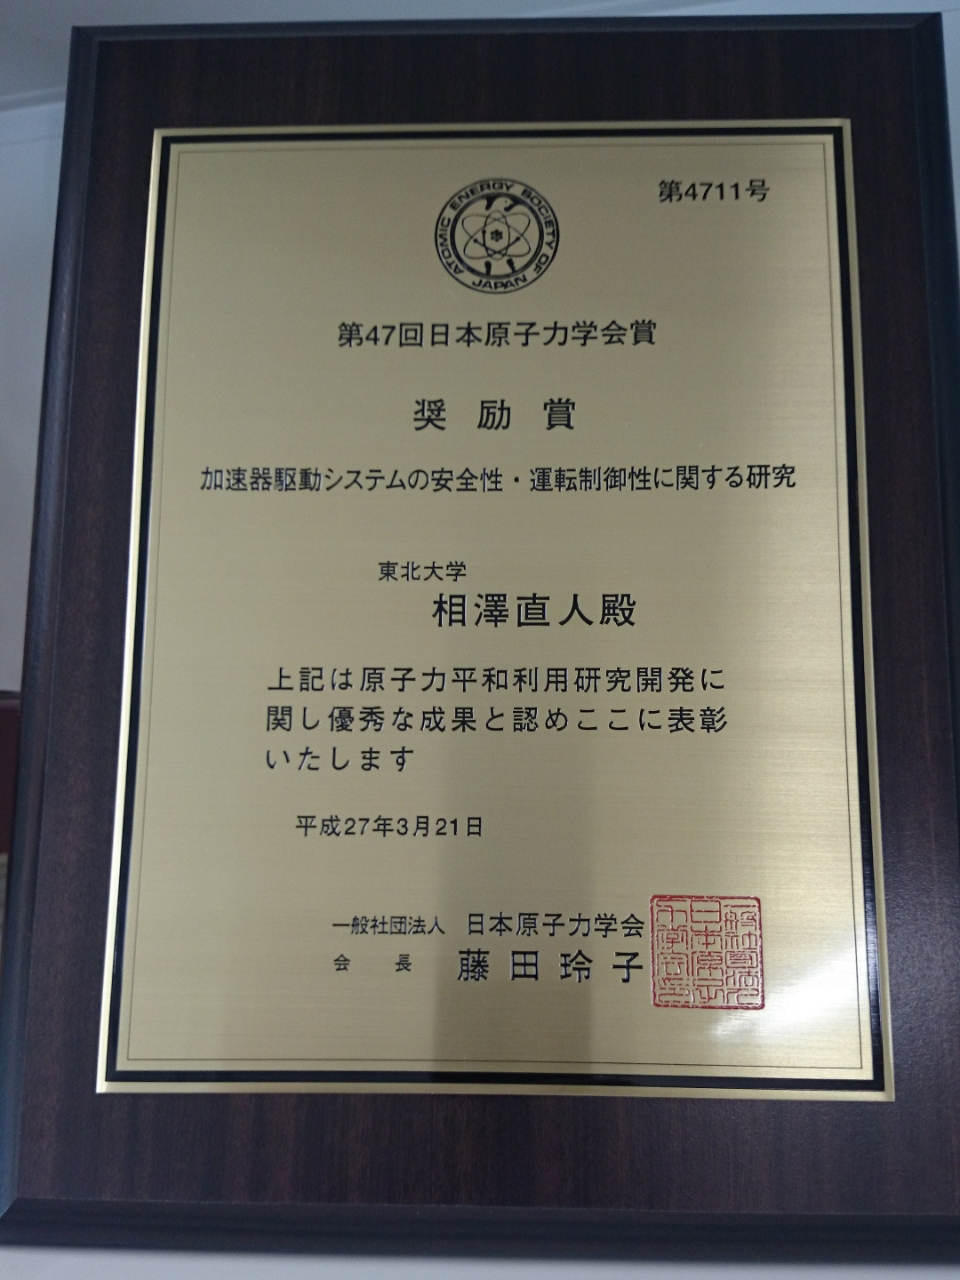 第4711号
ATOMIC ENERGY SOCIETY OF JAPAN
第47回日本原子力学会賞
奨励賞
加速器駆動システムの安全性・運転制御性に関する研究
東北大学
相澤直人殿
上記は原子力平和利用研究開発に
関し優秀な成果と認めここに表彰
いたします
平成27年3月21日
一般社団法人 日本原子力学会
会長 藤田玲子